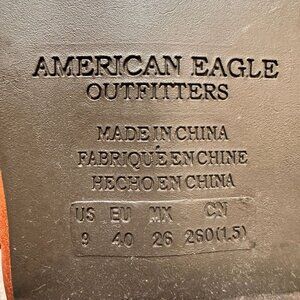 AMERICAN EAGLE
OUTFITTERS
MADE IN CHINA
FABRIQUÉ EN CHINE
HECHO EN CHINA
US EU MX CN
9 40 26 260(1.5)